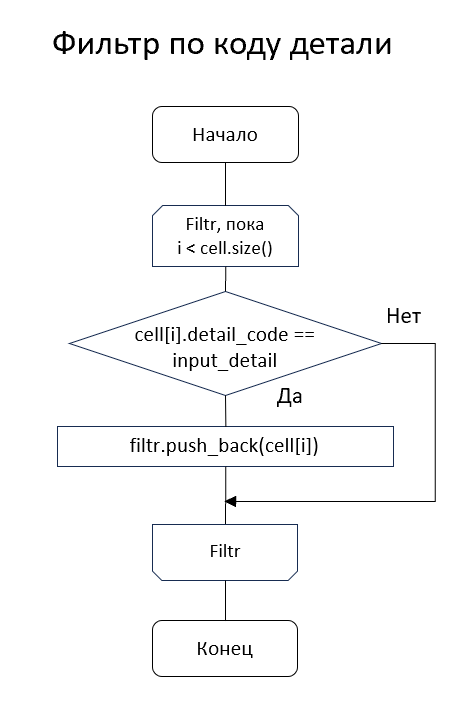 Фильтр по коду детали
Начало
Filtr, пока
i < cell.size()
Нет
cell[i].detail_code ==
input_detail
Да
filtr.push_back(cell[i])
Filtr
Конец